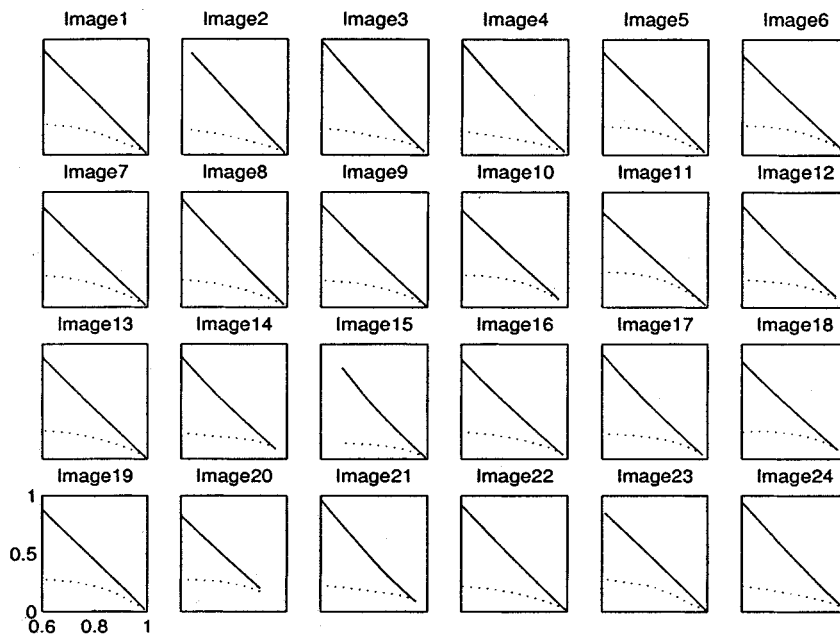 Image1 Image2 Image3 Image4 Image5 Image6
Image7 Image8 Image9 Image10 Image11 Image12
Image13 Image14 Image15 Image16 Image17 Image18
Image19 Image20 Image21 Image22 Image23 Image24
1
0.5
0
0.6 0.8 1